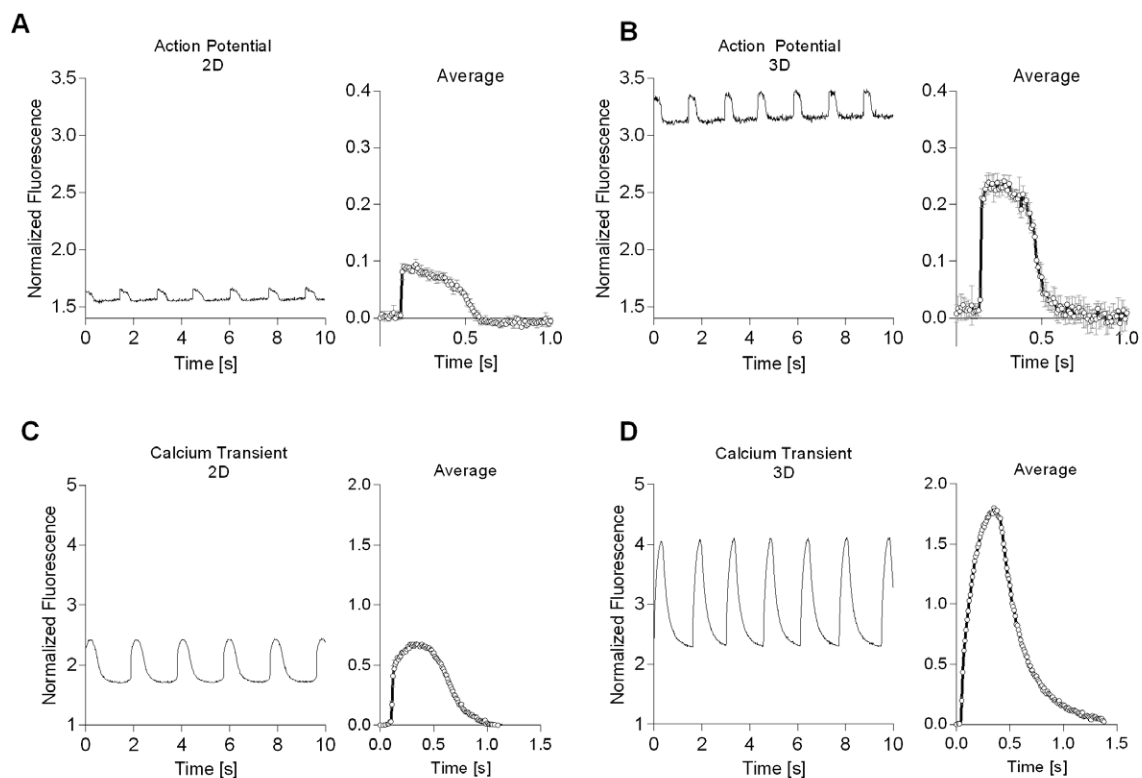 A
Action Potential
2D
Average
Normalized Fluorescence
3.5
3.0
2.5
2.0
1.5
0 2 4 6 8 10
Time [s]
0.4
0.3
0.2
0.1
0.0
0.5 1.0
Time [s]
B
Action Potential
3D
Average
Normalized Fluorescence
3.5
3.0
2.5
2.0
1.5
0 2 4 6 8 10
Time [s]
0.4
0.3
0.2
0.1
0.0
0.5 1.0
Time [s]
C
Calcium Transient
2D
Average
Normalized Fluorescence
5
4
3
2
1
0 2 4 6 8 10
Time [s]
2.0
1.5
1.0
0.5
0.0
0.0 0.5 1.0 1.5
Time [s]
D
Calcium Transient
3D
Average
Normalized Fluorescence
5
4
3
2
1
0 2 4 6 8 10
Time [s]
2.0
1.5
1.0
0.5
0.0
0.0 0.5 1.0 1.5
Time [s]